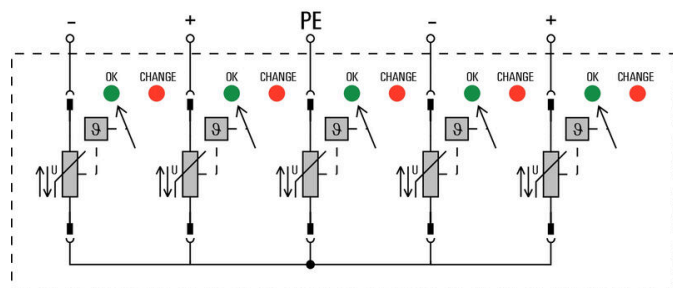 - + PE - +
OK CHANGE OK CHANGE OK CHANGE OK CHANGE OK CHANGE
ϑ ϑ ϑ ϑ ϑ
U U U U U